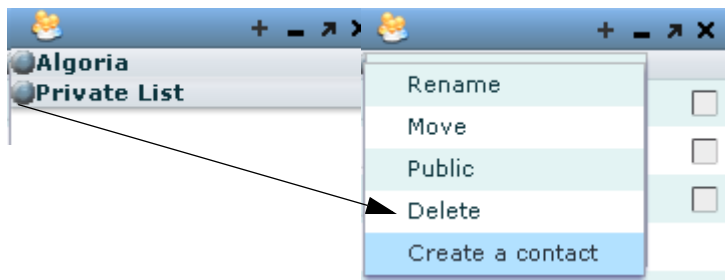 Algoria
Private List
Rename
Move
Public
Delete
Create a contact